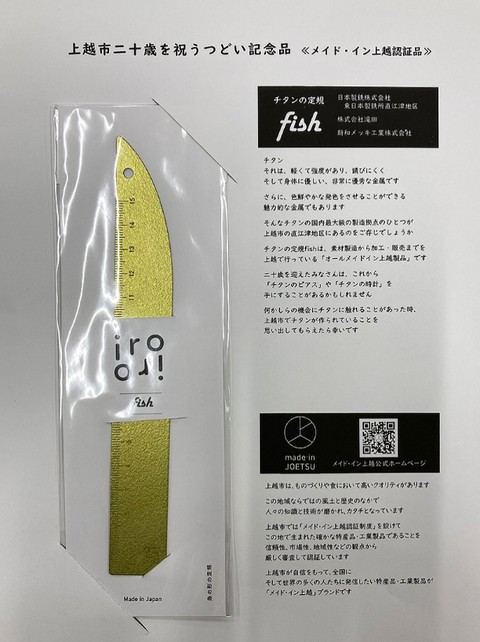 上越市二十歳を祝うつどい記念品 ≪メイド・イン上越認証品≫
チタンの定規
fish
日本製鉄株式会社
東日本製鉄所直江津地区
株式会社滝田
朝和メッキ工業株式会社
チタン
それは、軽くて強度があり、錆びにくく
そして身体に優しい、非常に優秀な金属です
さらに、色鮮やかな発色をさせることができる
魅力的な金属でもあります
そんなチタンの国内最大級の製造拠点のひとつが
上越市の直江津地区にあるのをご存じでしょうか
チタンの定規fishは、素材製造から加工・販売までを
上越で行っている「オールメイドイン上越製品」です
二十歳を迎えたみなさんは、これから
「チタンのピアス」や「チタンの時計」を
手にすることがあるかもしれません
何かしらの機会にチタンに触れることがあった時、
上越市でチタンが作られていることを
思い出してもらえたら幸いです
15
14
13
12
11
iro
ori
fish
made in
JOETSU
メイド・イン上越公式ホームページ
上越市は、ものづくりや食において高いクオリティがあります
この地域ならではの風土と歴史のなかで
人々の知識と技術が磨かれ、カタチとなっています
上越市では「メイド・イン上越認証制度」を設けて
この地で生まれた確かな特産品・工業製品であることを
信頼性、市場性、地域性などの観点から
厳しく審査して認証しています
上越市が自信をもって、全国に
そして世界の多くの人たちに発信したい特産品・工業製品が
「メイド・イン上越」ブランドです
魚の形の定規
Made in Japan